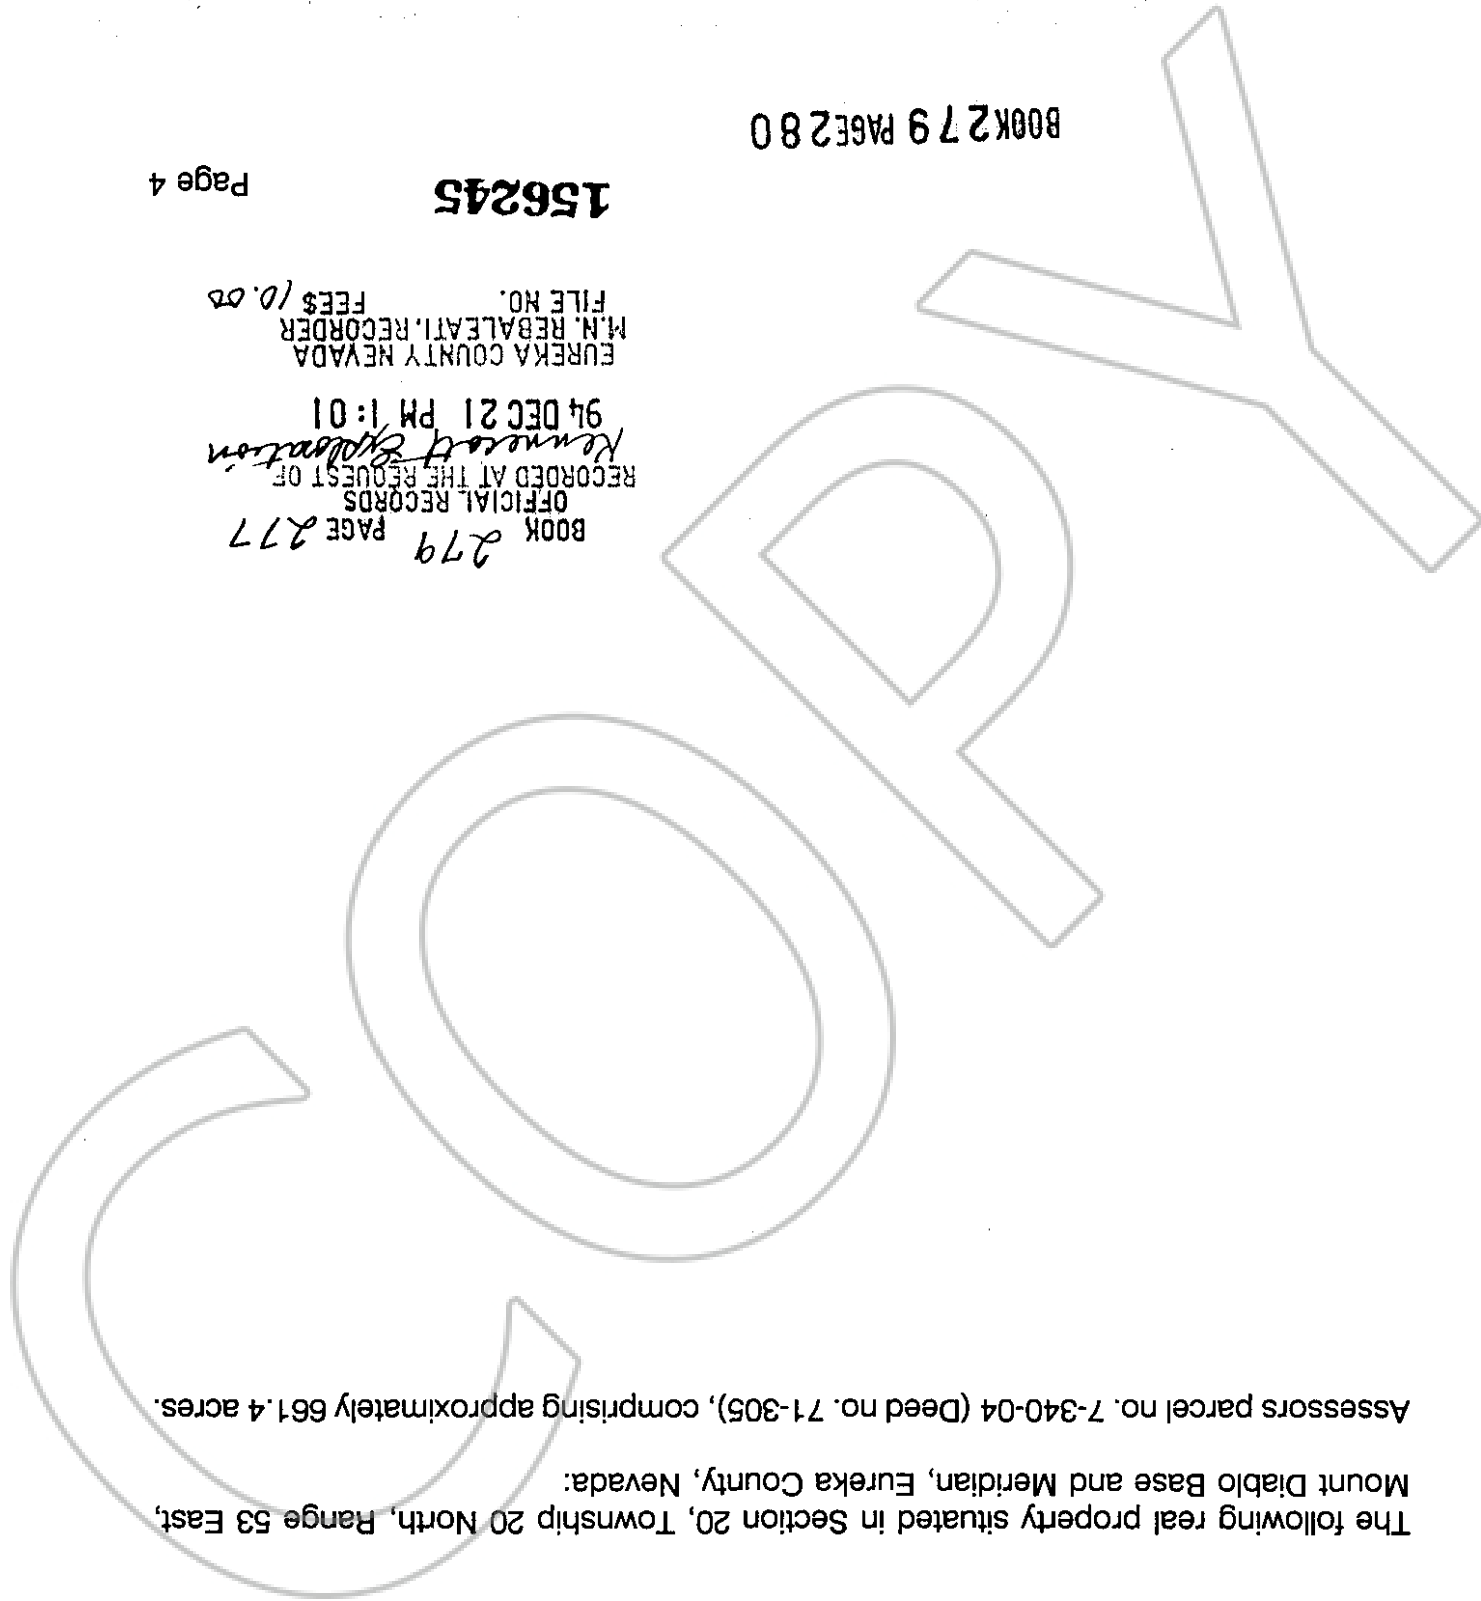 The following real property situated in Section 20, Township 20 North, Range 53 East,
Mount Diablo Base and Meridian, Eureka County, Nevada:
Assessors parcel no. 7-340-04 (Deed no. 71-305), comprising approximately 661.4 acres.
COPY
BOOK 279 PAGE 277
OFFICIAL RECORDS
RECORDED AT THE REQUEST OF
Kennecott Exploration
94 DEC 21 PM 1:01
EUREKA COUNTY NEVADA
M.N. REBALEATI, RECORDER
FILE NO. FEE$ 10.00
156245
Page 4
BOOK 279 PAGE 280